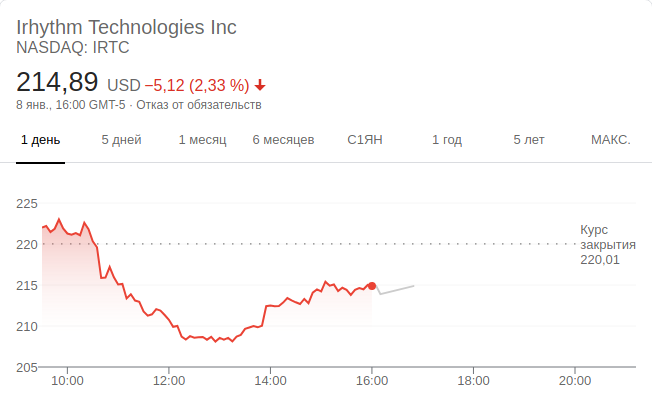 Irhythm Technologies Inc
NASDAQ: IRTC
214,89 USD −5,12 (2,33 %)
8 янв., 16:00 GMT-5 · Отказ от обязательств
1 день 5 дней 1 месяц 6 месяцев С1ЯН 1 год 5 лет МАКС.
225
220
215
210
205
Курс
закрытия
220,01
10:00 12:00 14:00 16:00 18:00 20:00